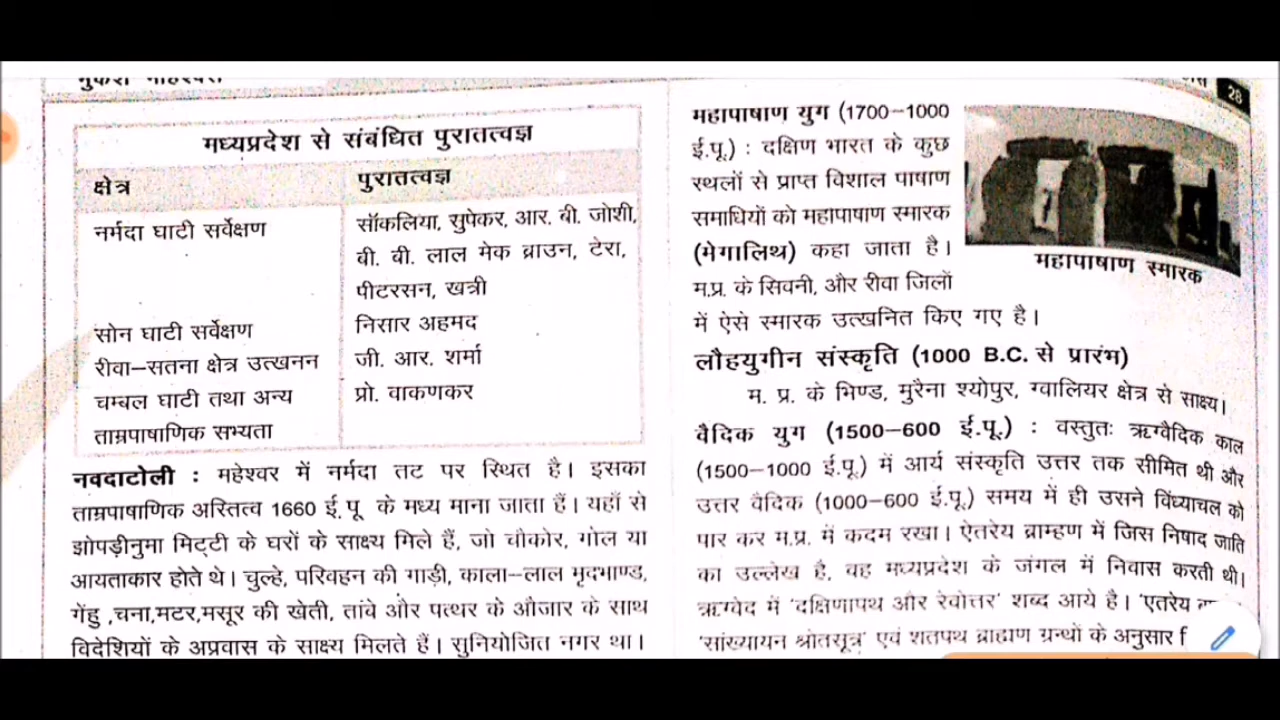 मुकेश माहेश्वरी
28
मध्यप्रदेश से संबंधित पुरातत्वज्ञ
क्षेत्र पुरातत्वज्ञ
नर्मदा घाटी सर्वेक्षण सॉकलिया, सुपेकर, आर. बी. जोशी,
बी. बी. लाल मेक ब्राउन, टेरा,
पीटरसन, खत्री
सोन घाटी सर्वेक्षण निसार अहमद
रीवा–सतना क्षेत्र उत्खनन जी. आर. शर्मा
चम्बल घाटी तथा अन्य प्रो. वाकणकर
ताम्रपाषाणिक सभ्यता
नवदाटोली : महेश्वर में नर्मदा तट पर स्थित है। इसका
ताम्रपाषाणिक अस्तित्व 1660 ई. पू के मध्य माना जाता हैं। यहाँ से
झोपड़ीनुमा मिट्टी के घरों के साक्ष्य मिले हैं, जो चौकोर, गोल या
आयताकार होते थे। चुल्हे, परिवहन की गाड़ी, काला–लाल मृदभाण्ड,
गेंहु ,चना,मटर,मसूर की खेती, तांबे और पत्थर के औजार के साथ
विदेशियों के अप्रवास के साक्ष्य मिलते हैं। सुनियोजित नगर था।
महापाषाण युग (1700–1000
ई.पू.) : दक्षिण भारत के कुछ
स्थलों से प्राप्त विशाल पाषाण
समाधियों को महापाषाण स्मारक
(मेगालिथ) कहा जाता है।
म.प्र. के सिवनी, और रीवा जिलों
में ऐसे स्मारक उत्खनित किए गए है।
महापाषाण स्मारक
लौहयुगीन संस्कृति (1000 B.C. से प्रारंभ)
म. प्र. के भिण्ड, मुरैना श्योपुर, ग्वालियर क्षेत्र से साक्ष्य।
वैदिक युग (1500–600 ई.पू.) : वस्तुतः ऋग्वैदिक काल
(1500–1000 ई.पू.) में आर्य संस्कृति उत्तर तक सीमित थी और
उत्तर वैदिक (1000–600 ई.पू.) समय में ही उसने विंध्याचल को
पार कर म.प्र. में कदम रखा। ऐतरेय ब्राम्हण में जिस निषाद जाति
का उल्लेख है, वह मध्यप्रदेश के जंगल में निवास करती थी।
ऋग्वेद में 'दक्षिणापथ और रेवोत्तर' शब्द आये है। 'एतरेय
'सांख्यायन श्रोतसूत्र' एवं शतपथ ब्राह्मण ग्रन्थों के अनुसार